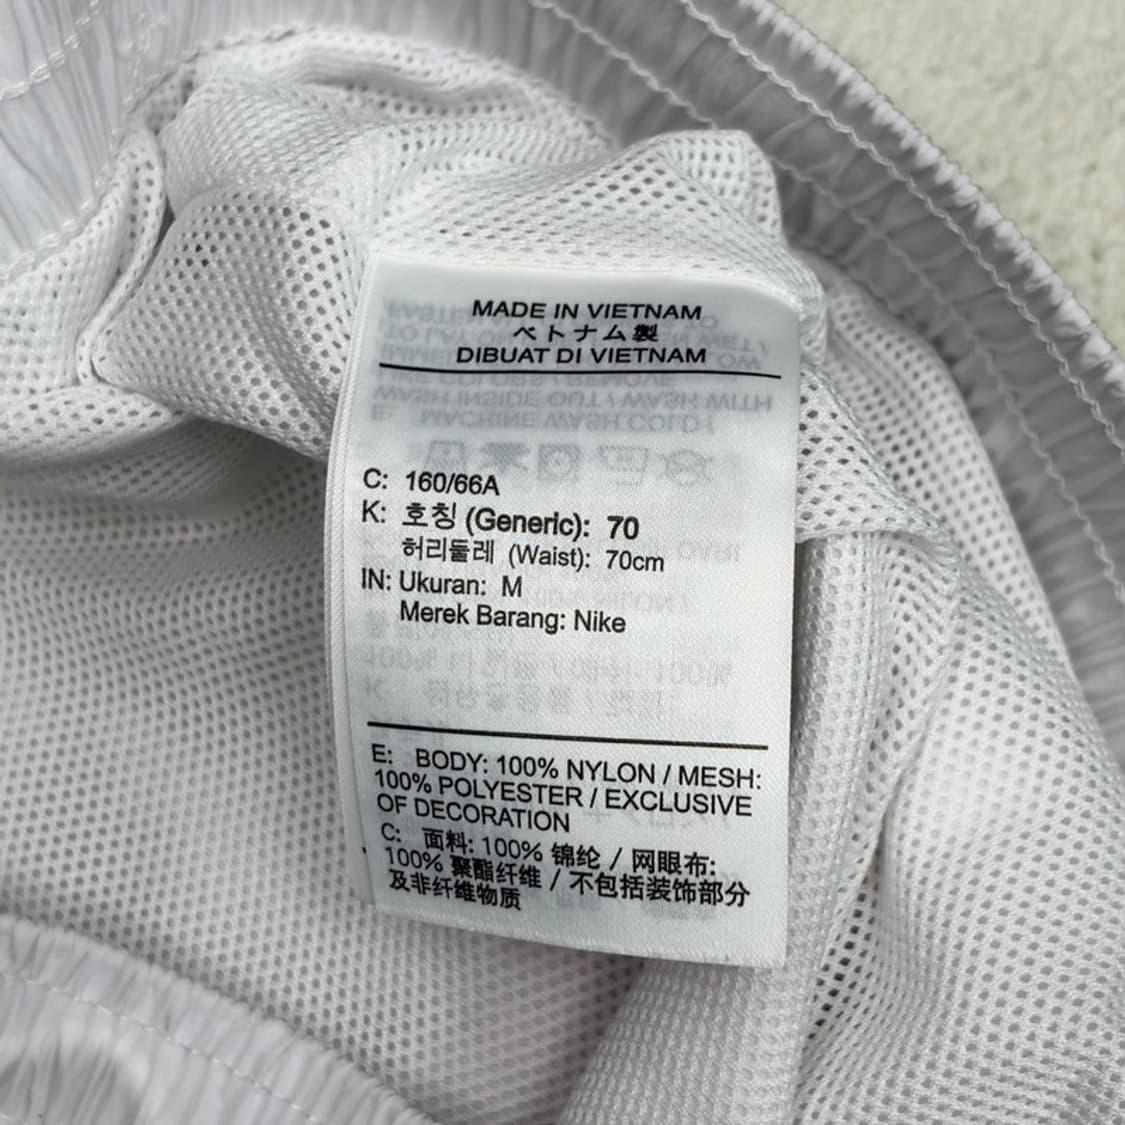 MADE IN VIETNAM
ベトナム製
DIBUAT DI VIETNAM
C: 160/66A
K: 호칭 (Generic): 70
허리둘레 (Waist): 70cm
IN: Ukuran: M
Merek Barang: Nike
E: BODY: 100% NYLON / MESH:
100% POLYESTER / EXCLUSIVE
OF DECORATION
C: 面料: 100% 锦纶 / 网眼布:
100% 聚酯纤维 / 不包括装饰部分
及非纤维物质